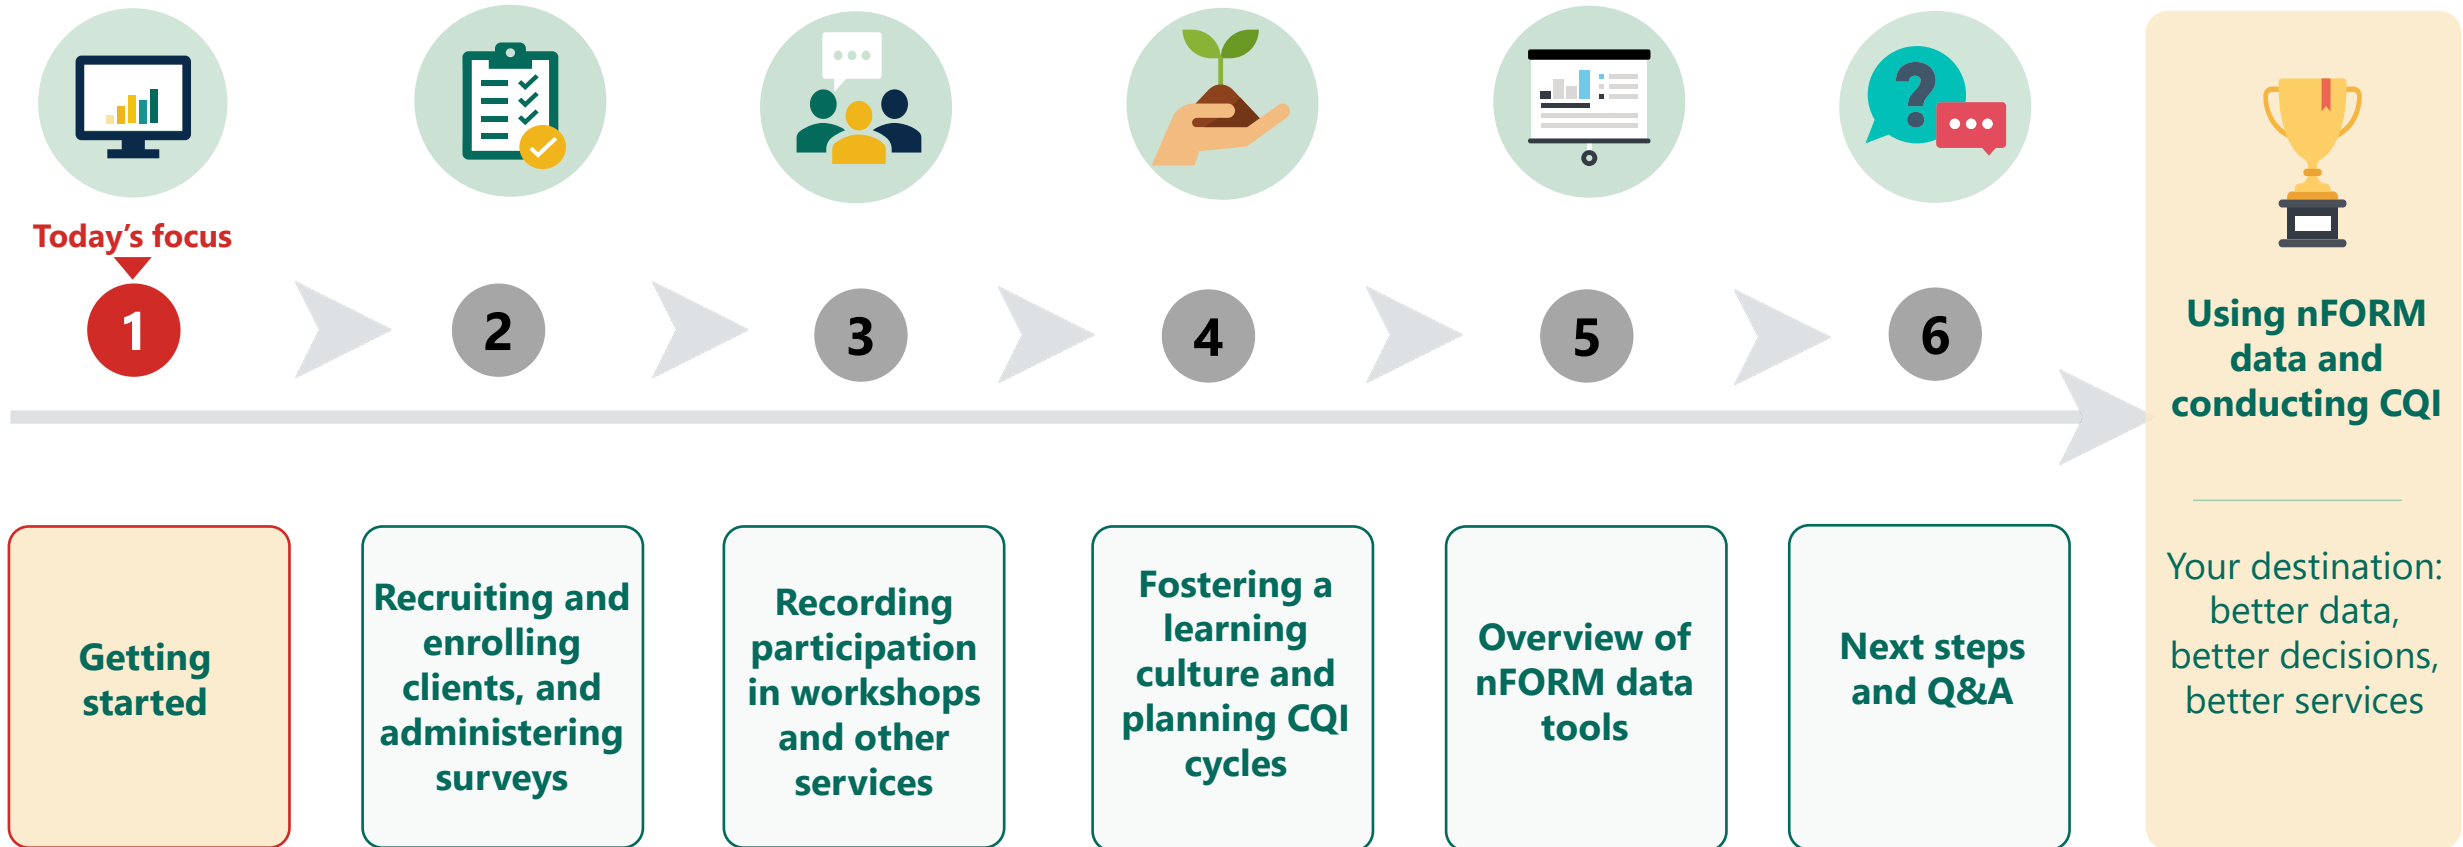 Today's focus
1
2
3
4
5
6
Getting
started
Recruiting and
enrolling
clients, and
administering
surveys
Recording
participation
in workshops
and other
services
Fostering a
learning
culture and
planning CQI
cycles
Overview of
nFORM data
tools
Next steps
and Q&A
Using nFORM
data and
conducting CQI
Your destination:
better data,
better decisions,
better services